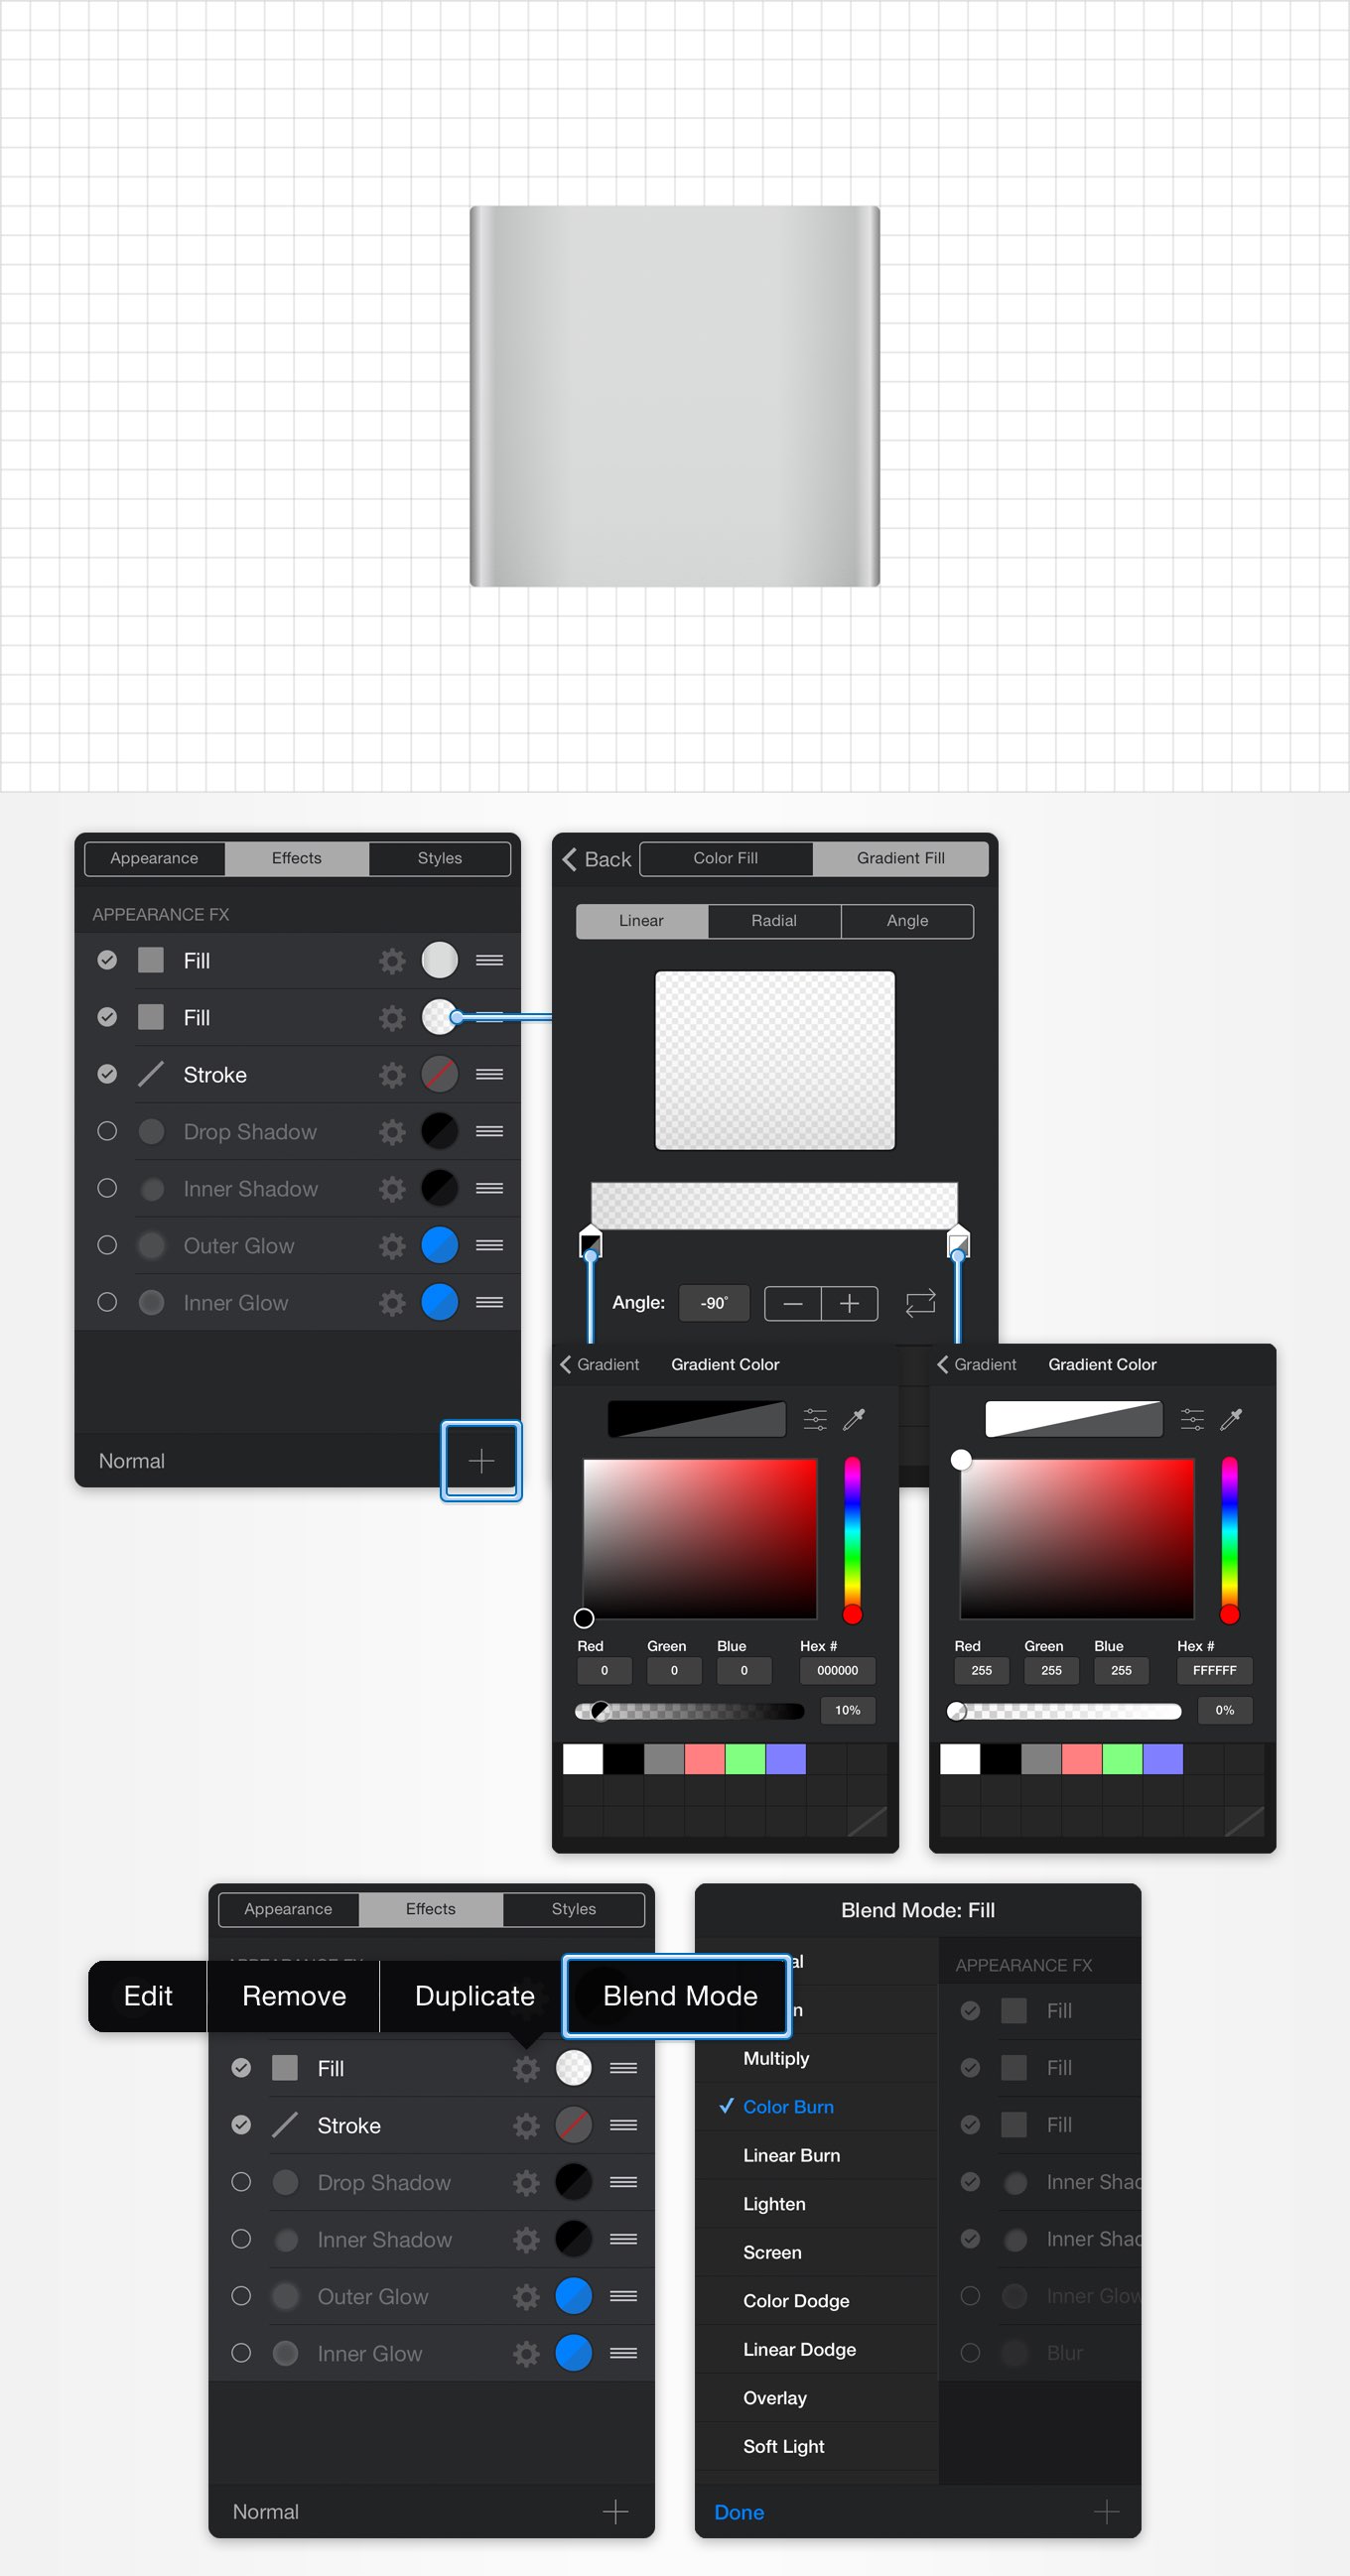 Appearance Effects Styles
APPEARANCE FX
Fill
Fill
Stroke
Drop Shadow
Inner Shadow
Outer Glow
Inner Glow
Normal
Back Color Fill Gradient Fill
Linear Radial Angle
Angle: -90°
Gradient Gradient Color
Red Green Blue Hex #
0 0 0 000000
10%
Gradient Gradient Color
Red Green Blue Hex #
255 255 255 FFFFFF
0%
Appearance Effects Styles
Edit Remove Duplicate Blend Mode
Fill
Stroke
Drop Shadow
Inner Shadow
Outer Glow
Inner Glow
Normal
Blend Mode: Fill
al
n
Multiply
Color Burn
Linear Burn
Lighten
Screen
Color Dodge
Linear Dodge
Overlay
Soft Light
Done
APPEARANCE FX
Fill
Fill
Fill
Inner Shad
Inner Shad
Inner Glow
Blur